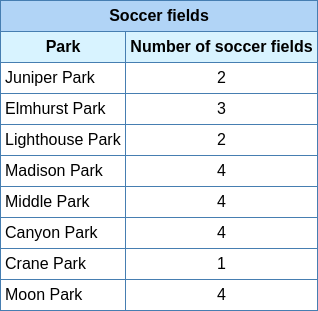 Soccer fields
Park Number of soccer fields
Juniper Park 2
Elmhurst Park 3
Lighthouse Park 2
Madison Park 4
Middle Park 4
Canyon Park 4
Crane Park 1
Moon Park 4